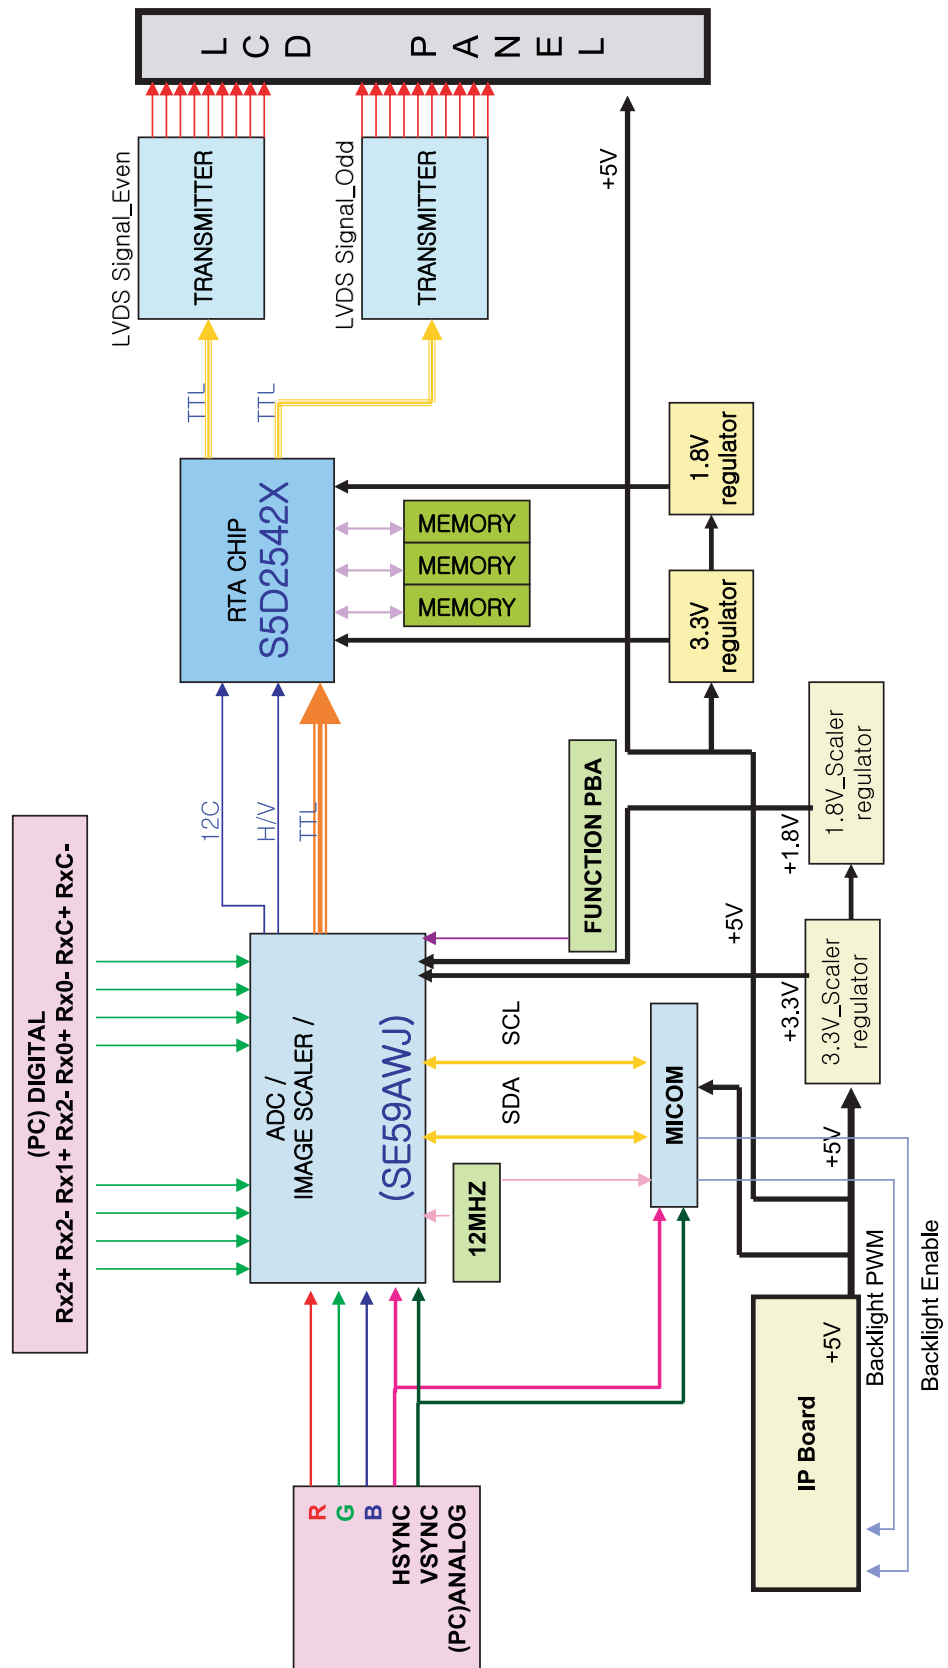 (PC) DIGITAL
Rx2+ Rx2- Rx1+ Rx2- Rx0+ Rx0- RxC+ RxC-
R
G
B
HSYNC
VSYNC
(PC)ANALOG
ADC /
IMAGE SCALER /
(SE59AWJ)
12C
H/V
TTL
RTA CHIP
S5D2542X
MEMORY
MEMORY
MEMORY
TTL
TTL
LVDS Signal_Even
TRANSMITTER
LVDS Signal_Odd
TRANSMITTER
LCD PANEL
+5V
12MHZ
SDA
SCL
MICOM
FUNCTION PBA
3.3V
regulator
1.8V
regulator
+5V
+3.3V
+1.8V
3.3V_Scaler
regulator
1.8V_Scaler
regulator
+5V
IP Board
+5V
Backlight PWM
Backlight Enable